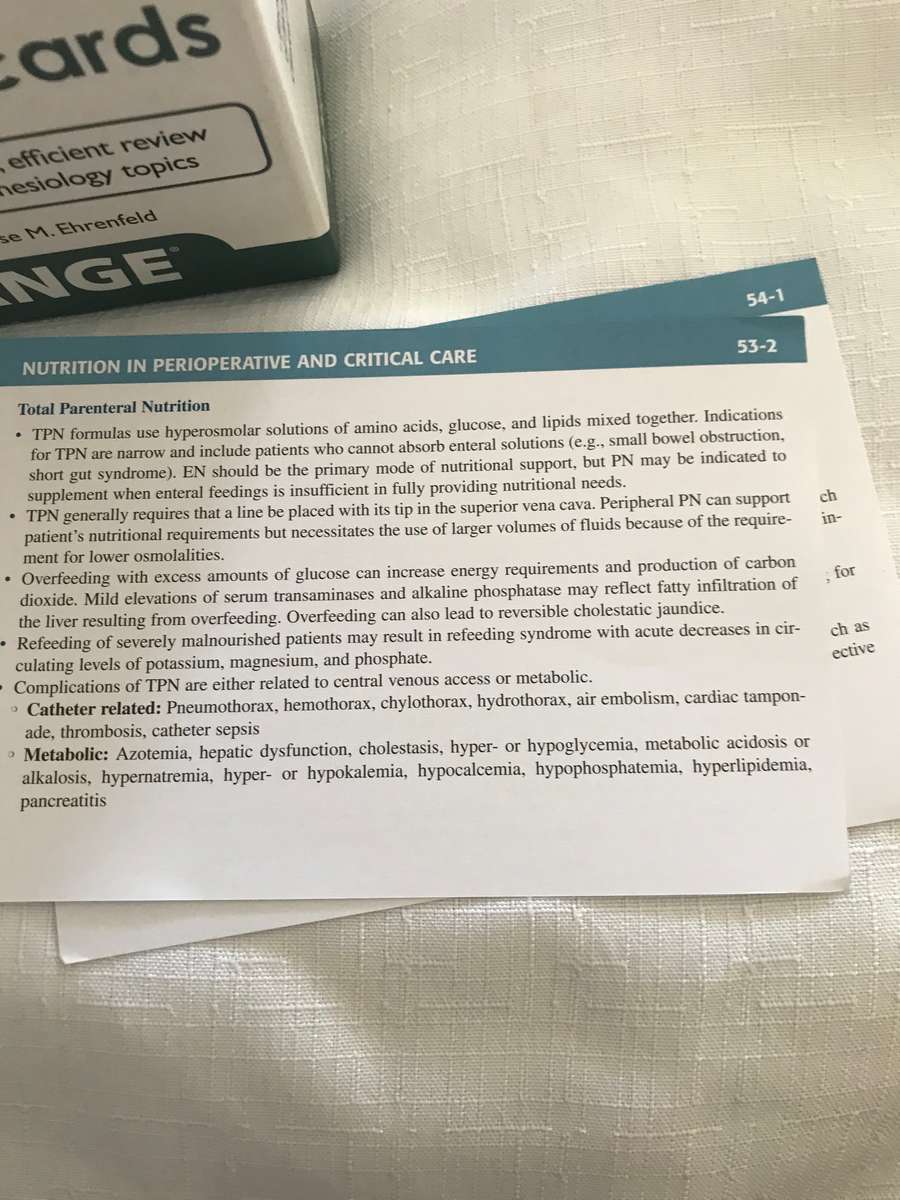 cards
, efficient review
nesiology topics
se M. Ehrenfeld
ANGE®
54-1
NUTRITION IN PERIOPERATIVE AND CRITICAL CARE 53-2
Total Parenteral Nutrition
• TPN formulas use hyperosmolar solutions of amino acids, glucose, and lipids mixed together. Indications
for TPN are narrow and include patients who cannot absorb enteral solutions (e.g., small bowel obstruction,
short gut syndrome). EN should be the primary mode of nutritional support, but PN may be indicated to
supplement when enteral feedings is insufficient in fully providing nutritional needs.
• TPN generally requires that a line be placed with its tip in the superior vena cava. Peripheral PN can support
patient's nutritional requirements but necessitates the use of larger volumes of fluids because of the require-
ment for lower osmolalities.
• Overfeeding with excess amounts of glucose can increase energy requirements and production of carbon
dioxide. Mild elevations of serum transaminases and alkaline phosphatase may reflect fatty infiltration of
the liver resulting from overfeeding. Overfeeding can also lead to reversible cholestatic jaundice.
• Refeeding of severely malnourished patients may result in refeeding syndrome with acute decreases in cir-
culating levels of potassium, magnesium, and phosphate.
• Complications of TPN are either related to central venous access or metabolic.
◦ Catheter related: Pneumothorax, hemothorax, chylothorax, hydrothorax, air embolism, cardiac tampon-
ade, thrombosis, catheter sepsis
◦ Metabolic: Azotemia, hepatic dysfunction, cholestasis, hyper- or hypoglycemia, metabolic acidosis or
alkalosis, hypernatremia, hyper- or hypokalemia, hypocalcemia, hypophosphatemia, hyperlipidemia,
pancreatitis
ch
in-
; for
ch as
ective